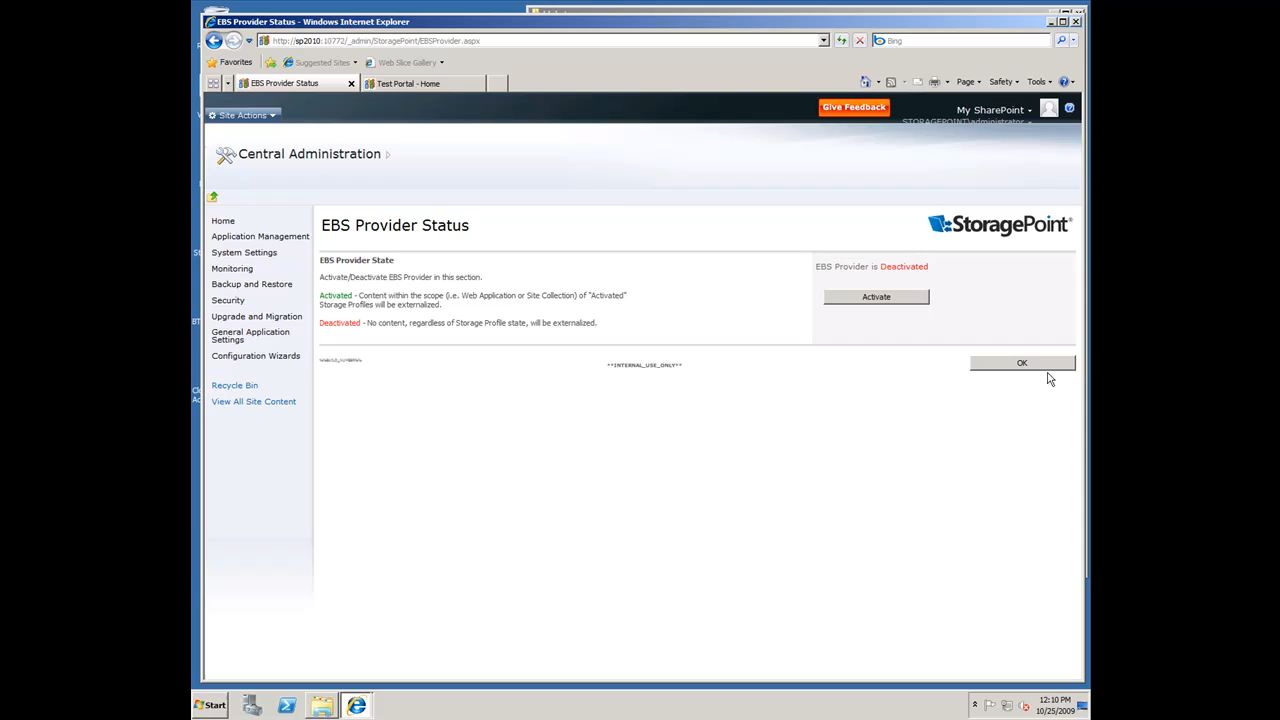 EBS Provider Status - Windows Internet Explorer
http://sp2010:10772/_admin/StoragePoint/EBSProvider.aspx
Bing
Favorites
Suggested Sites
Web Slice Gallery
EBS Provider Status
Test Portal - Home
Page
Safety
Tools
Site Actions
Give Feedback
My SharePoint
STORAGEPOINT\administrator
Central Administration
Home
Application Management
System Settings
Monitoring
Backup and Restore
Security
Upgrade and Migration
General Application
Settings
Configuration Wizards
Recycle Bin
View All Site Content
EBS Provider Status
StoragePoint
EBS Provider State
Activate/Deactivate EBS Provider in this section.
Activated - Content within the scope (i.e. Web Application or Site Collection) of "Activated"
Storage Profiles will be externalized.
Deactivated - No content, regardless of Storage Profile state, will be externalized.
EBS Provider is Deactivated
Activate
**INTERNAL_USE_ONLY**
OK
Start
12:10 PM
10/25/2009